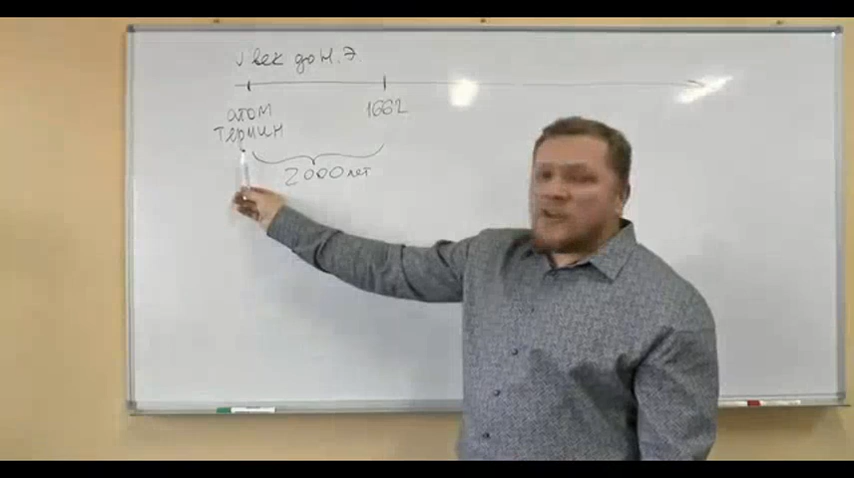 V век до н. э
атом
термин
1662
2000 лет